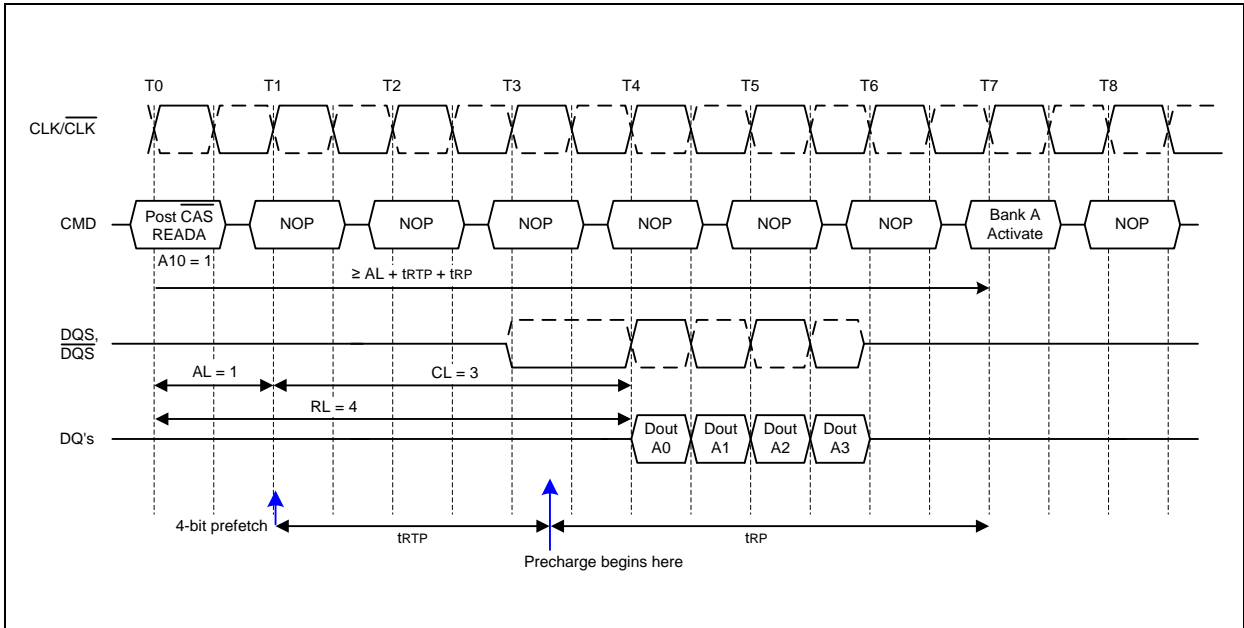 T0 T1 T2 T3 T4 T5 T6 T7 T8
CLK/CLK
CMD
Post CAS
READA
NOP NOP NOP NOP NOP NOP
Bank A
Activate
NOP
A10 = 1
≥ AL + tRTP + tRP
DQS,
DQS
AL = 1
CL = 3
RL = 4
DQ's
Dout
A0
Dout
A1
Dout
A2
Dout
A3
4-bit prefetch
tRTP
tRP
Precharge begins here